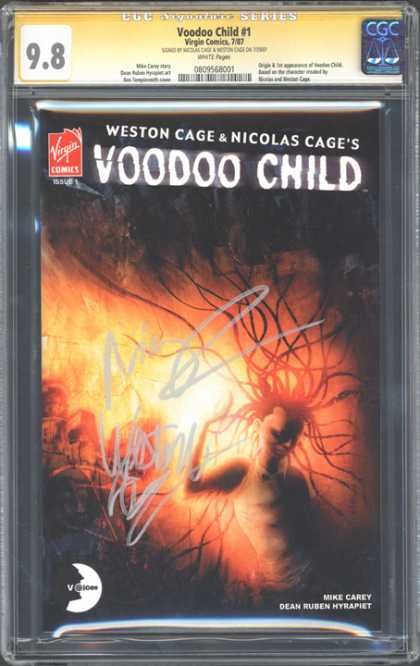 CGC Signature SERIES
9.8
Voodoo Child #1
Virgin Comics, 7/07
SIGNED BY NICOLAS CAGE & WESTON CAGE ON 7/26/07
WHITE Pages
Mike Carey story
Dean Ruben Hyrapiet art
Ben Templesmith cover
0809568001
Origin & 1st appearance of Voodoo Child.
Based on the character created by
Nicolas and Weston Cage.
CGC
Virgin
COMICS
ISSUE 1
WESTON CAGE & NICOLAS CAGE'S
VOODOO CHILD
Weston
Voices
MIKE CAREY
DEAN RUBEN HYRAPIET